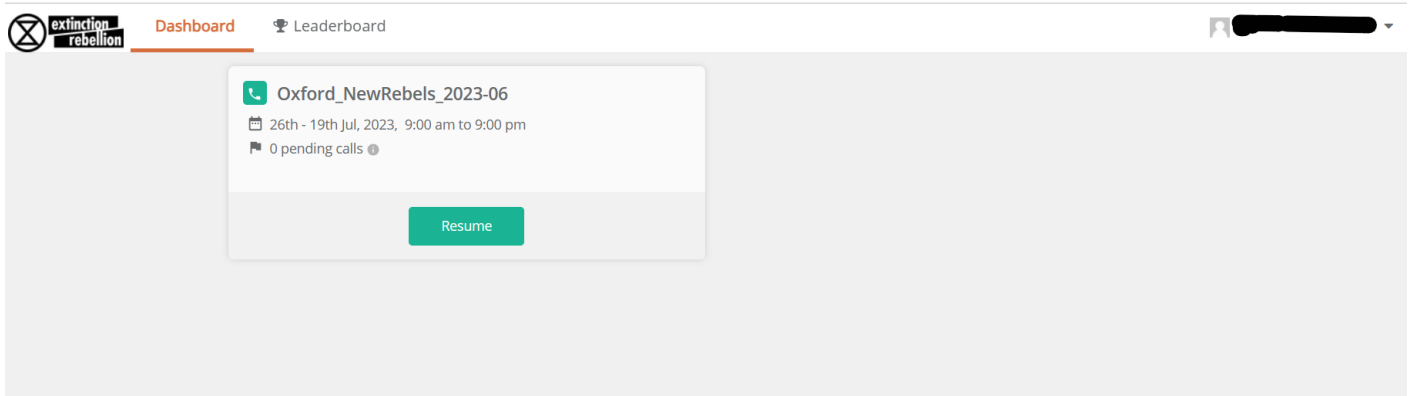 extinction
rebellion
Dashboard
Leaderboard
Oxford_NewRebels_2023-06
26th - 19th Jul, 2023,  9:00 am to 9:00 pm
0 pending calls
Resume